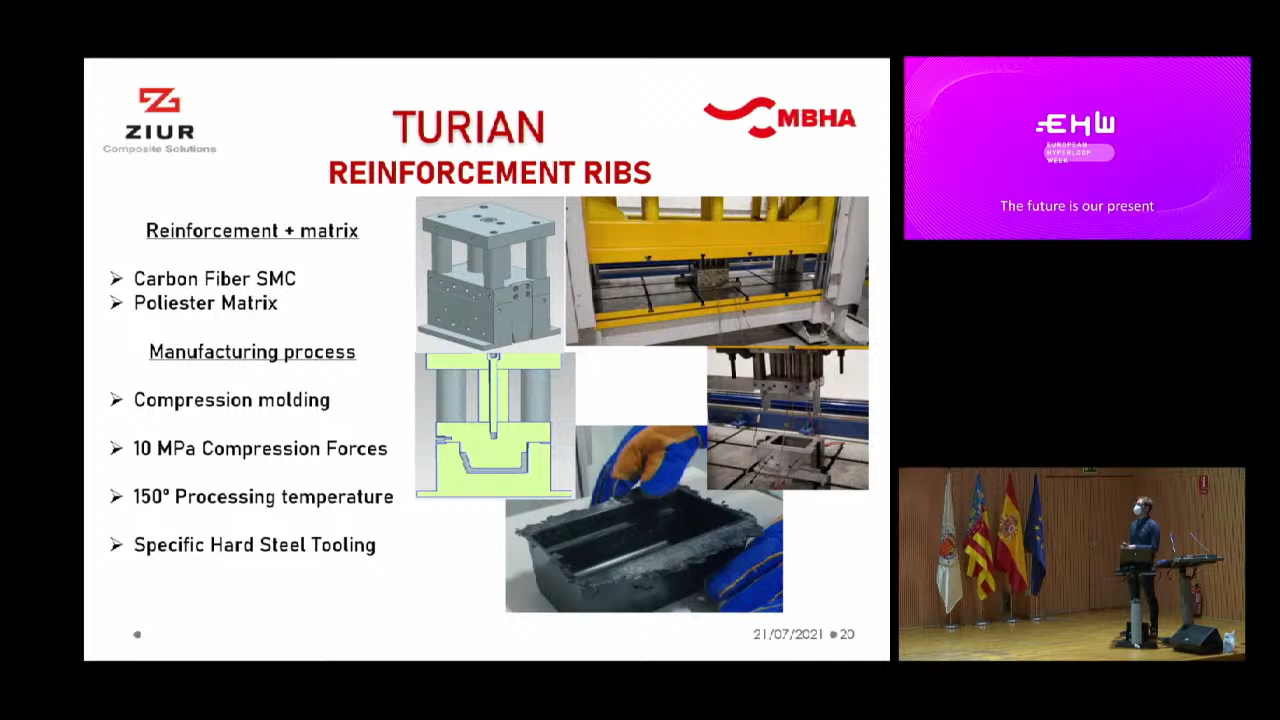 ZIUR
Composite Solutions
TURIAN
MBHA
REINFORCEMENT RIBS
Reinforcement + matrix
Carbon Fiber SMC
Poliester Matrix
Manufacturing process
Compression molding
10 MPa Compression Forces
150º Processing temperature
Specific Hard Steel Tooling
21/07/2021
20
EHW
EUROPEAN
HYPERLOOP
WEEK
The future is our present